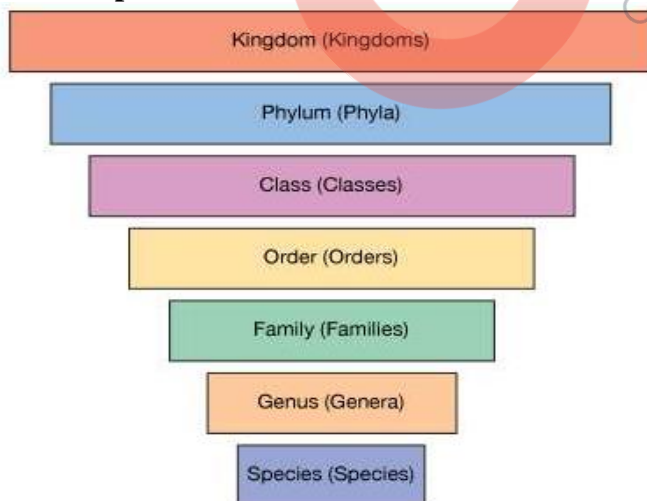 Kingdom (Kingdoms)
Phylum (Phyla)
Class (Classes)
Order (Orders)
Family (Families)
Genus (Genera)
Species (Species)